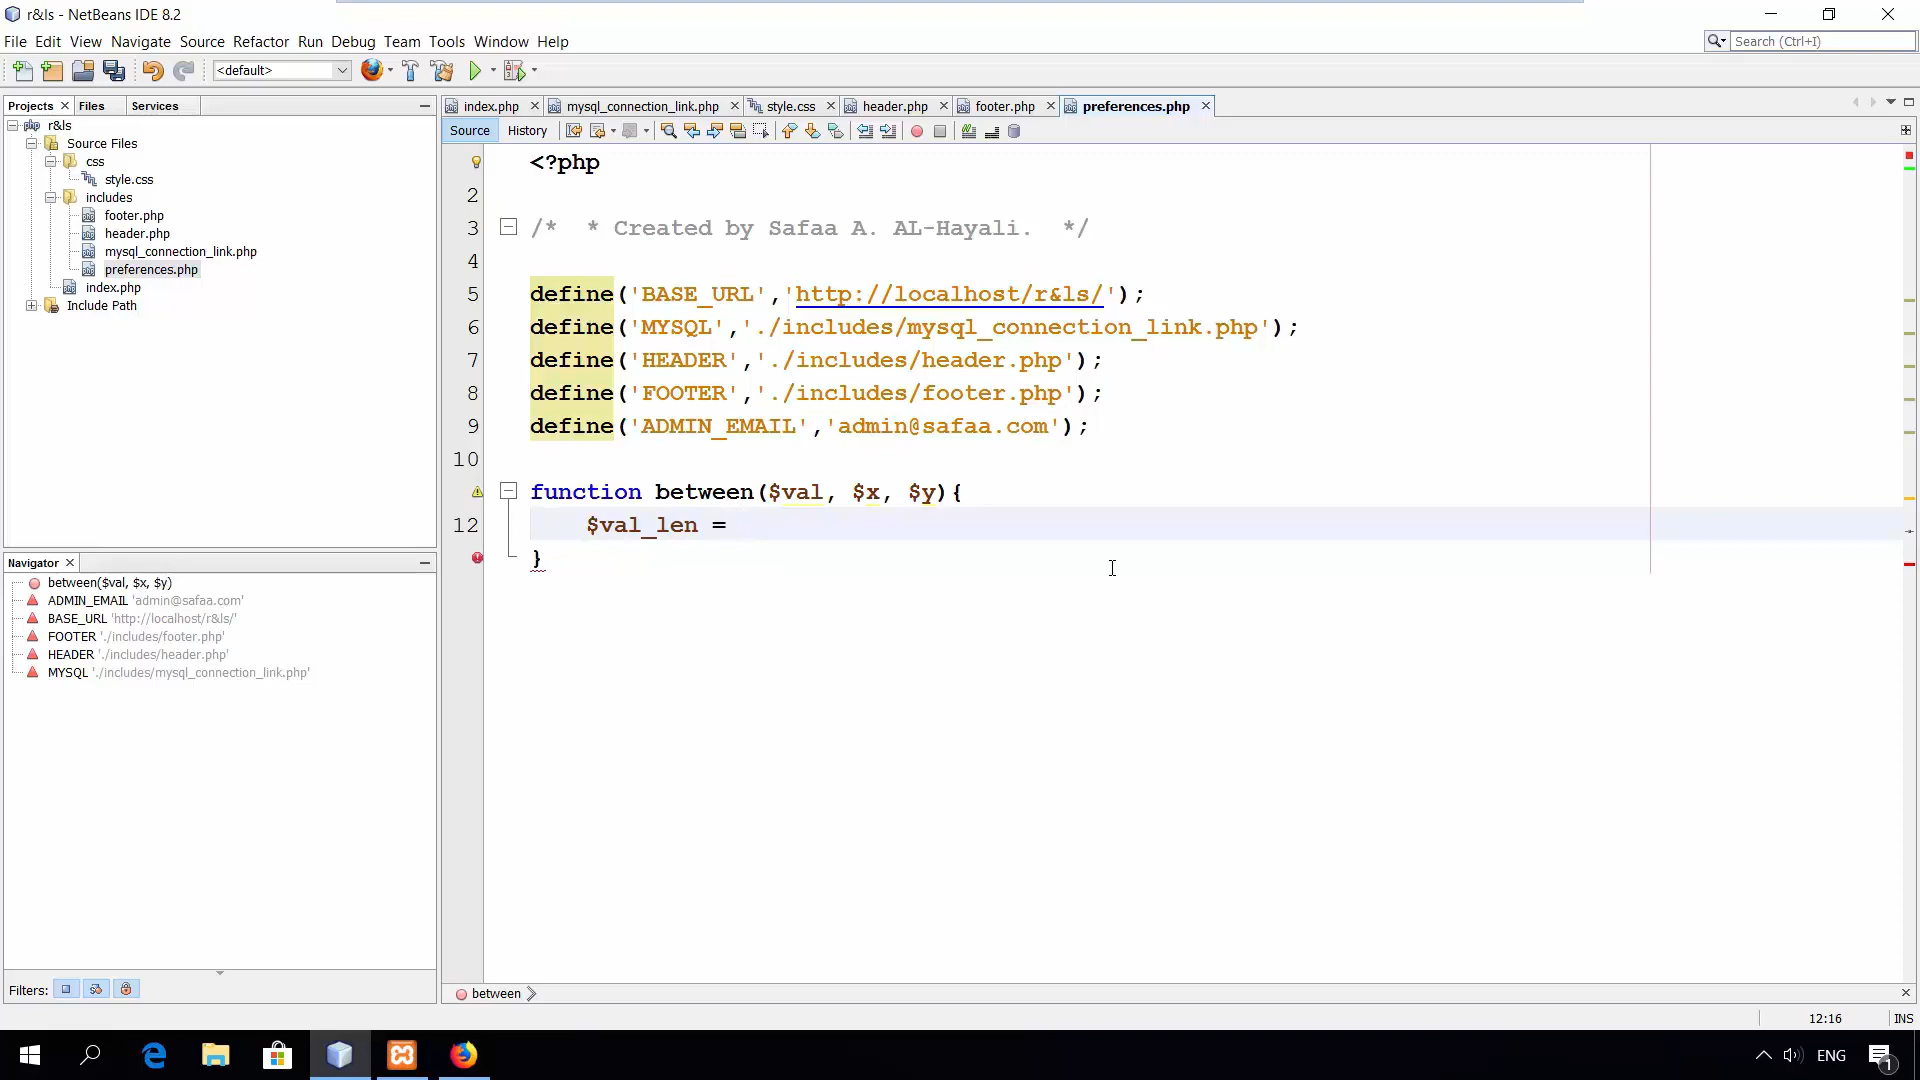 r&ls - NetBeans IDE 8.2
File Edit View Navigate Source Refactor Run Debug Team Tools Window Help
Search (Ctrl+I)
<default>
Projects Files Services
index.php mysql_connection_link.php style.css header.php footer.php preferences.php
Source History
r&ls
Source Files
css
style.css
includes
footer.php
header.php
mysql_connection_link.php
preferences.php
index.php
Include Path
<?php
2
3 /*  * Created by Safaa A. AL-Hayali.  */
4
5 define('BASE_URL','http://localhost/r&ls/');
6 define('MYSQL','./includes/mysql_connection_link.php');
7 define('HEADER','./includes/header.php');
8 define('FOOTER','./includes/footer.php');
9 define('ADMIN_EMAIL','admin@safaa.com');
10
function between($val, $x, $y){
12 $val_len =
}
Navigator
between($val, $x, $y)
ADMIN_EMAIL 'admin@safaa.com'
BASE_URL 'http://localhost/r&ls/'
FOOTER './includes/footer.php'
HEADER './includes/header.php'
MYSQL './includes/mysql_connection_link.php'
Filters:
between
12:16 INS
ENG
1